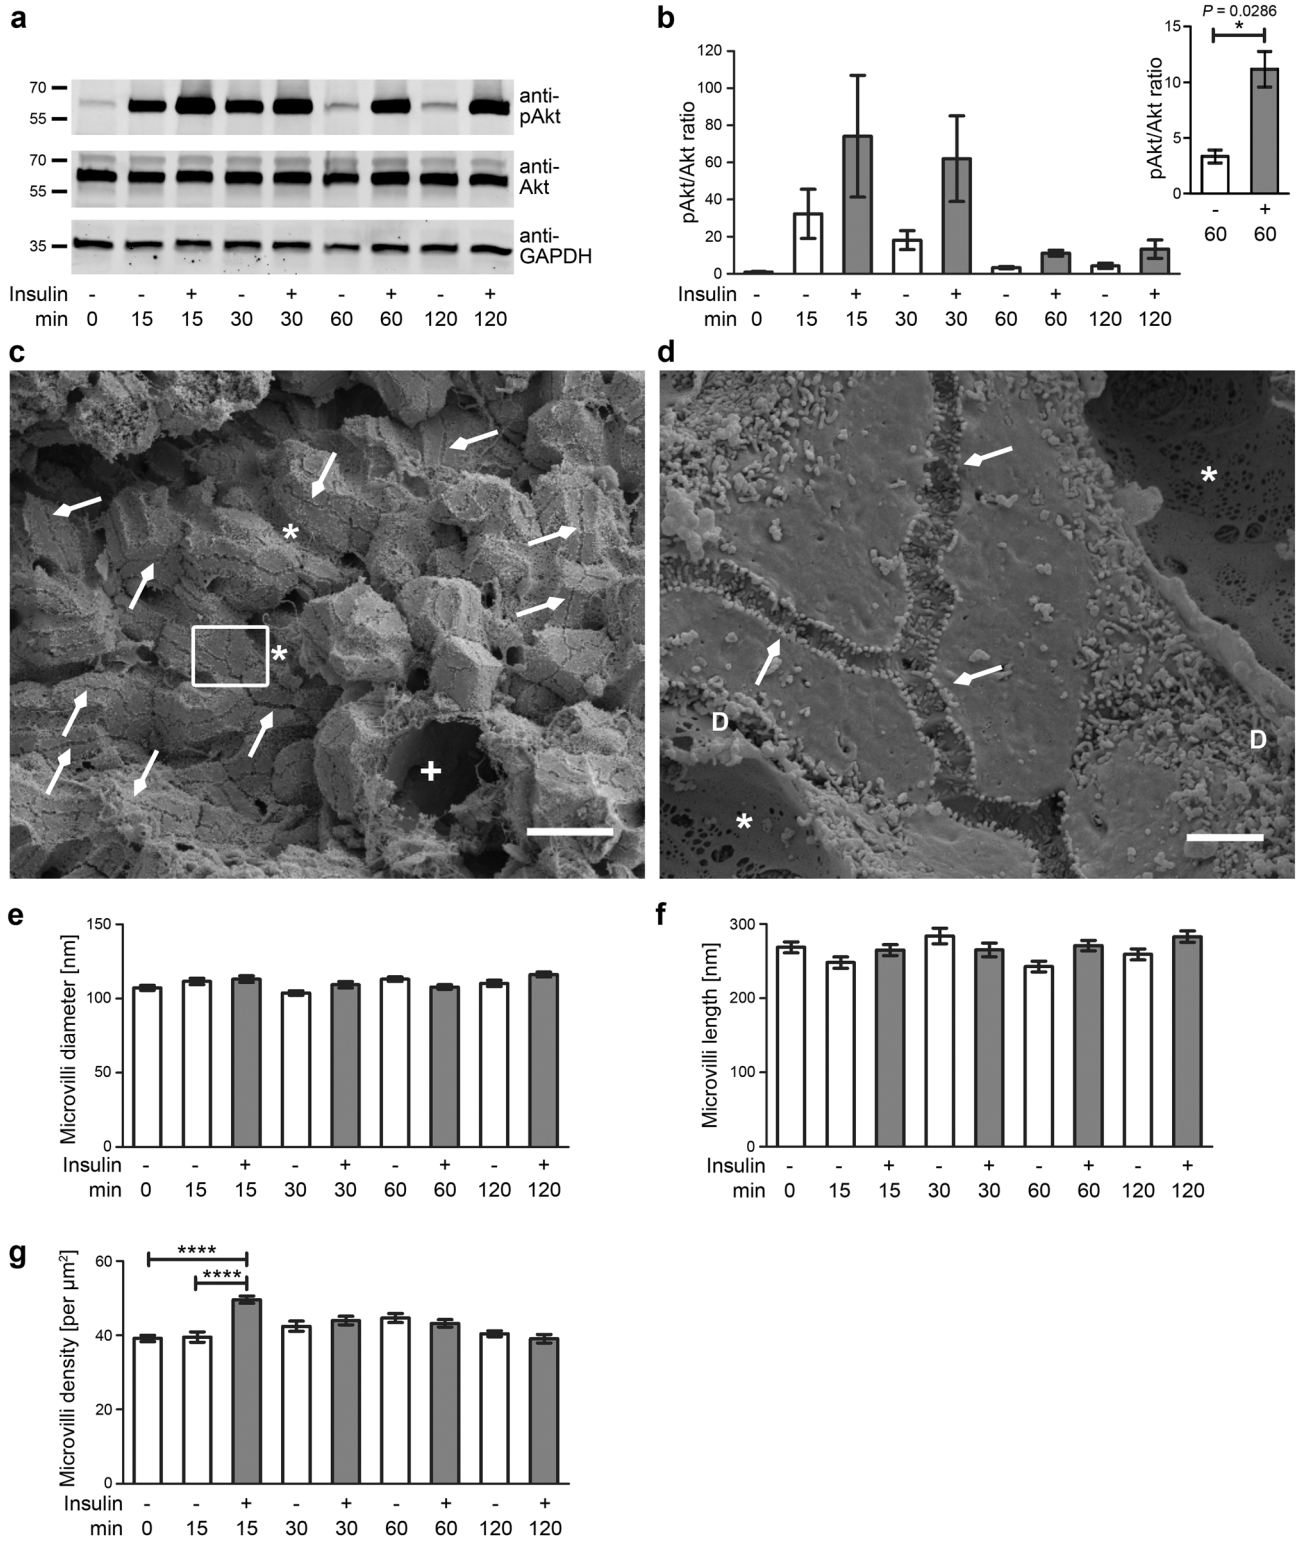 a
70
55
anti-
pAkt
70
55
anti-
Akt
35
anti-
GAPDH
Insulin - - + - + - + - +
min 0 15 15 30 30 60 60 120 120
b
pAkt/Akt ratio
120
100
80
60
40
20
0
Insulin - - + - + - + - +
min 0 15 15 30 30 60 60 120 120
P = 0.0286
*
pAkt/Akt ratio
15
10
5
0
- +
60 60
c
*
*
+
d
*
D
D
*
e
Microvilli diameter [nm]
150
100
50
0
Insulin - - + - + - + - +
min 0 15 15 30 30 60 60 120 120
f
Microvilli length [nm]
300
200
100
0
Insulin - - + - + - + - +
min 0 15 15 30 30 60 60 120 120
g
Microvilli density [per µm²]
60
40
20
0
****
****
Insulin - - + - + - + - +
min 0 15 15 30 30 60 60 120 120